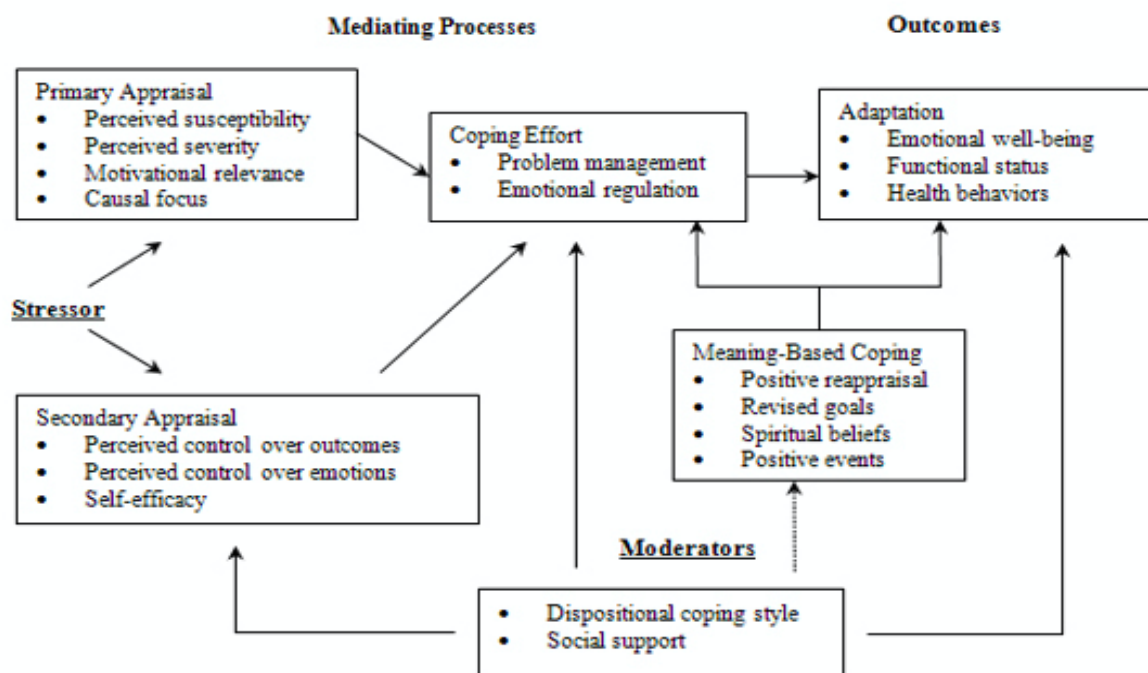 Mediating Processes
Outcomes
Primary Appraisal
• Perceived susceptibility
• Perceived severity
• Motivational relevance
• Causal focus
Coping Effort
• Problem management
• Emotional regulation
Adaptation
• Emotional well-being
• Functional status
• Health behaviors
Stressor
Secondary Appraisal
• Perceived control over outcomes
• Perceived control over emotions
• Self-efficacy
Meaning-Based Coping
• Positive reappraisal
• Revised goals
• Spiritual beliefs
• Positive events
Moderators
• Dispositional coping style
• Social support